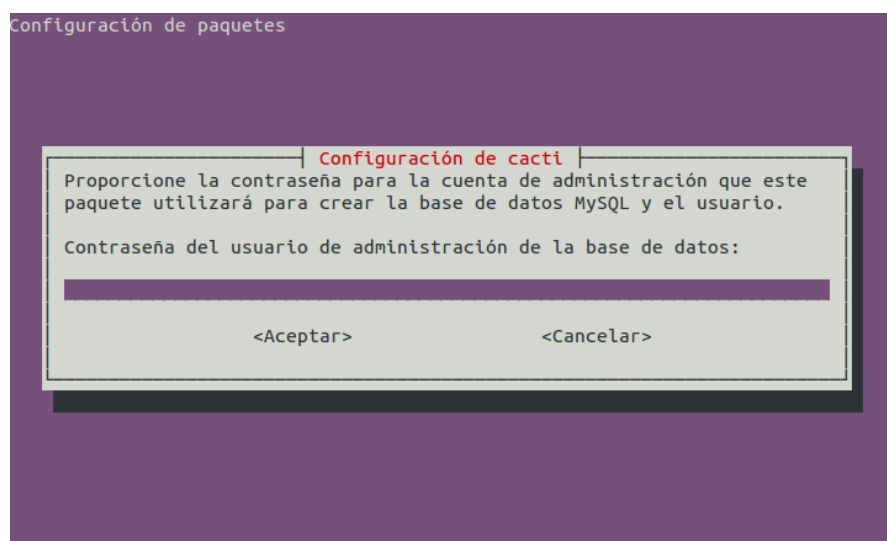 Configuración de paquetes
Configuración de cacti
Proporcione la contraseña para la cuenta de administración que este
paquete utilizará para crear la base de datos MySQL y el usuario.
Contraseña del usuario de administración de la base de datos:
<Aceptar> <Cancelar>